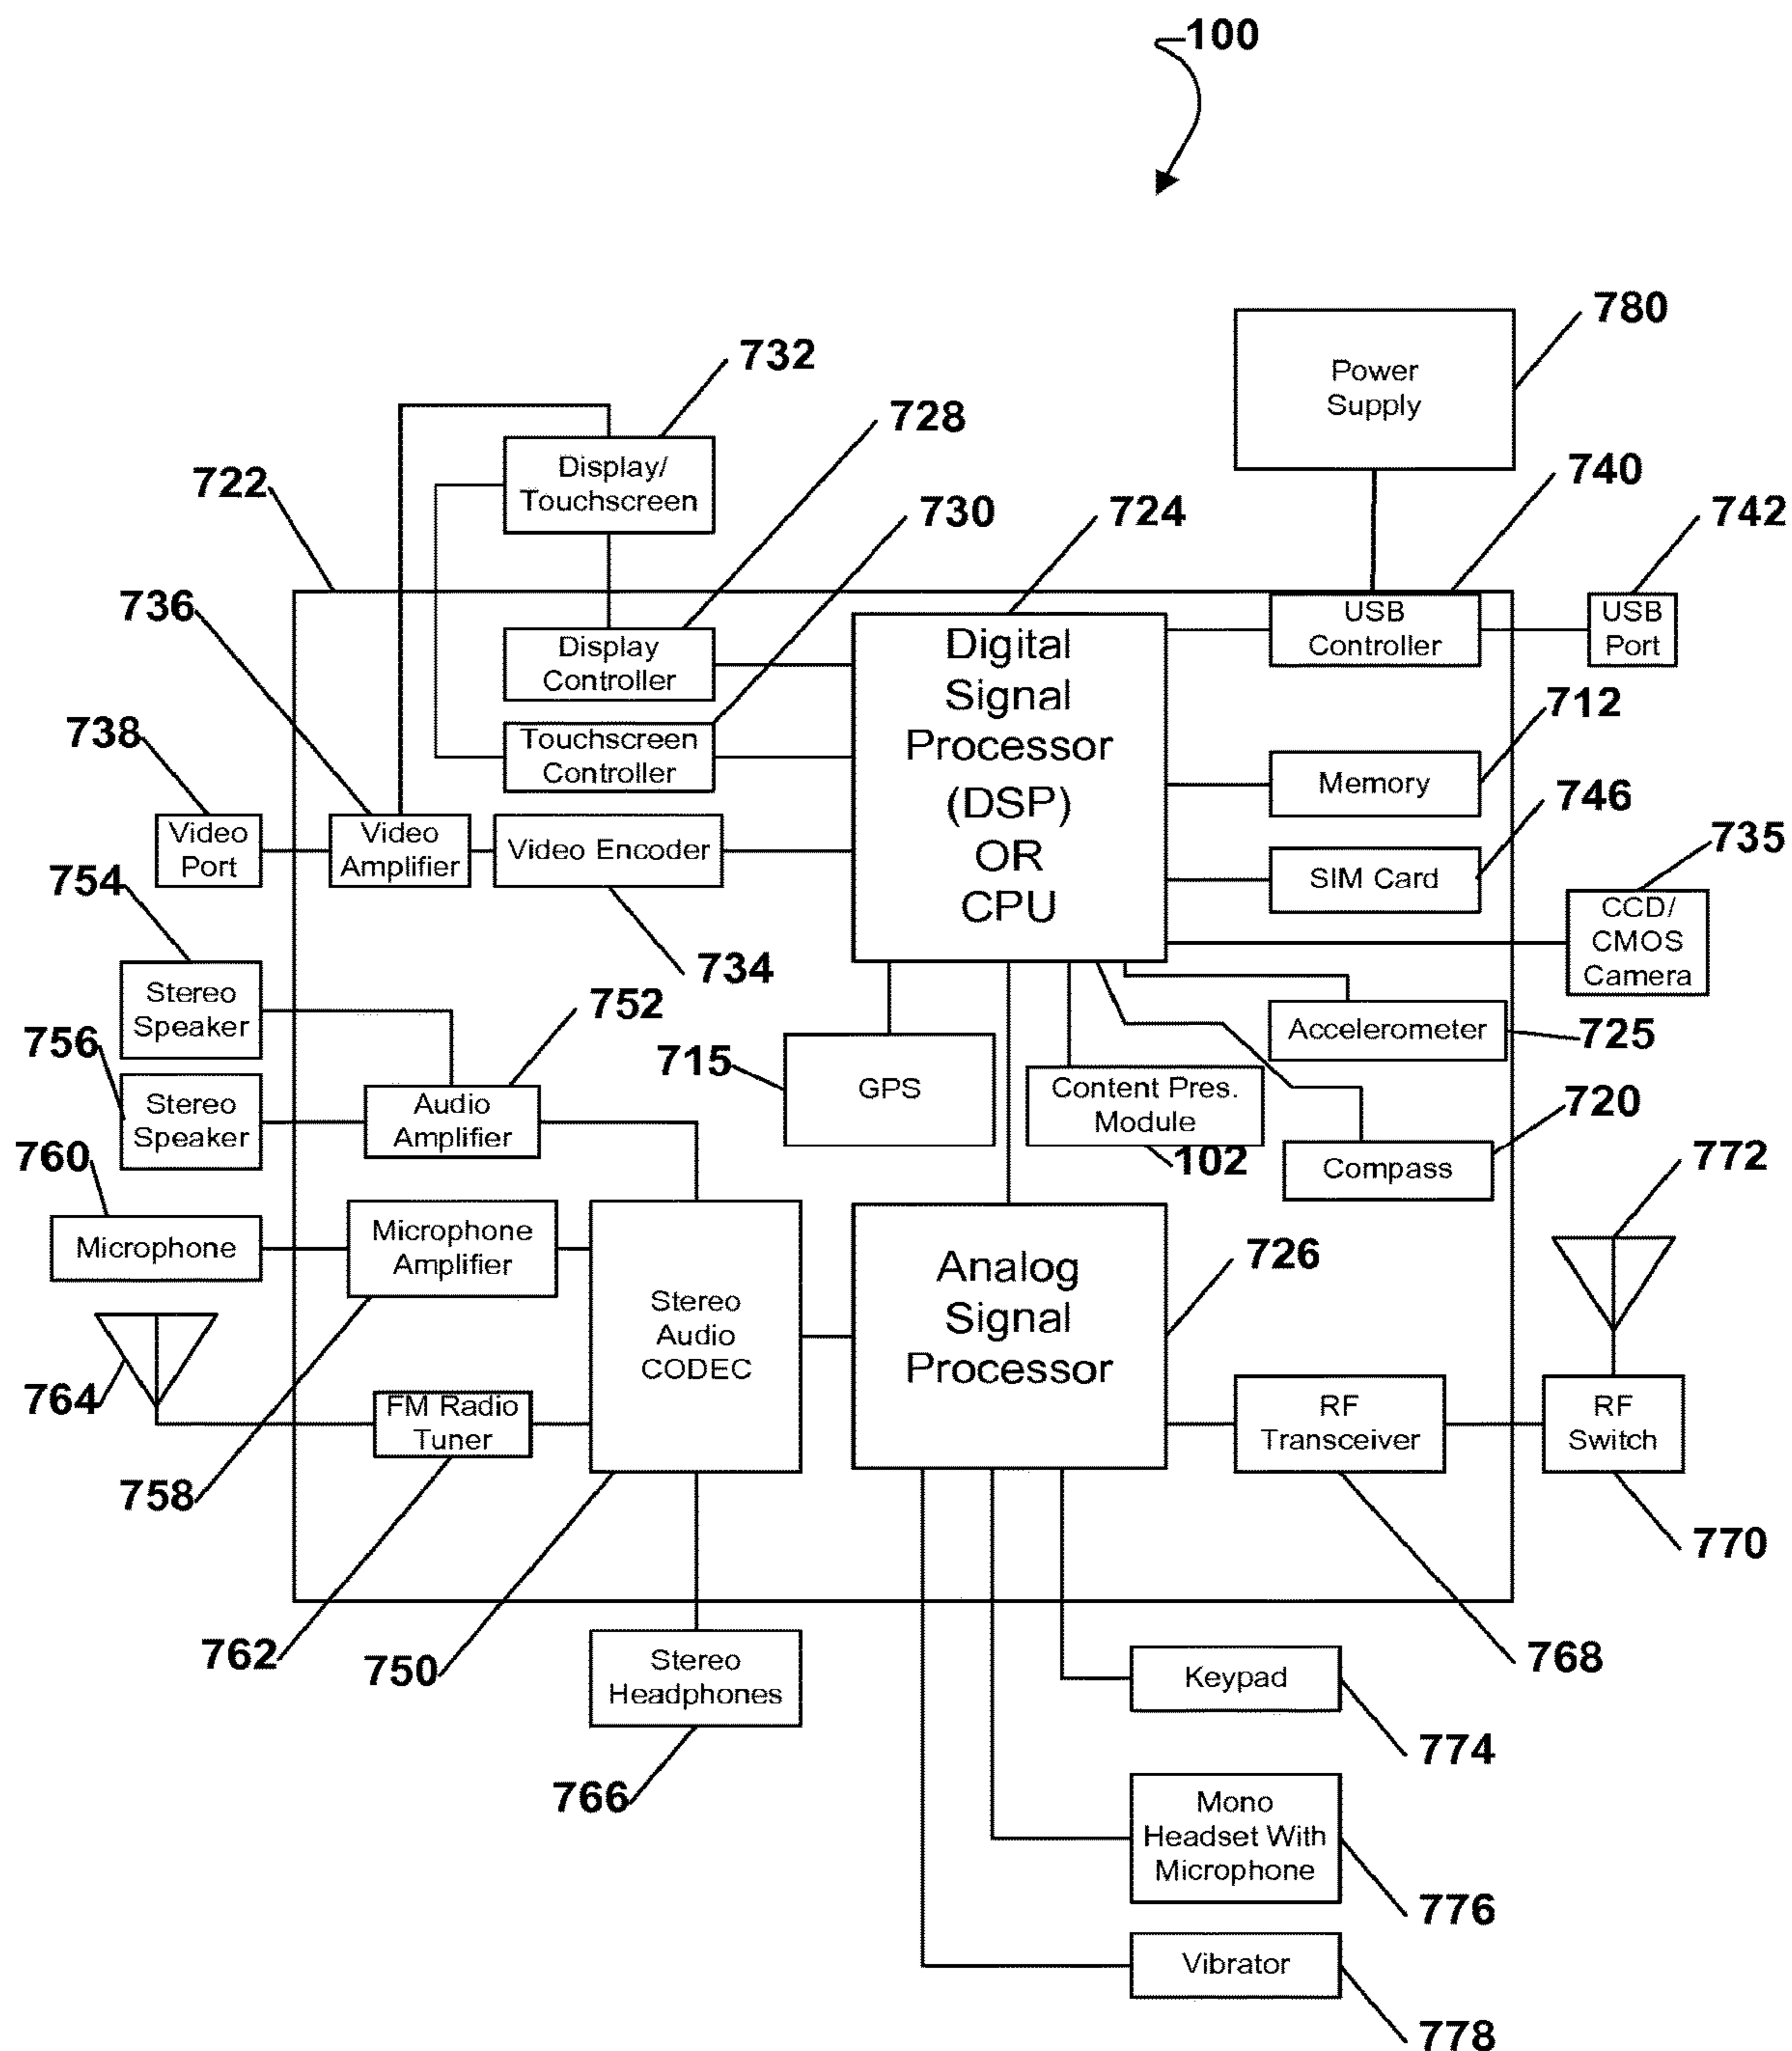 100
780
Power
Supply
732
728
Display/
Touchscreen
722
740
730
724
742
736
USB
Controller
USB
Port
Display
Controller
Digital
Signal
Processor
(DSP)
OR
CPU
712
738
Touchscreen
Controller
Memory
746
Video
Port
Video
Amplifier
Video Encoder
735
754
SIM Card
CCD/
CMOS
Camera
734
Stereo
Speaker
752
Accelerometer
725
756
715
GPS
Content Pres.
Module
Stereo
Speaker
Audio
Amplifier
720
760
102
Compass
772
Microphone
Microphone
Amplifier
726
Analog
Signal
Processor
Stereo
Audio
CODEC
764
FM Radio
Tuner
RF
Transceiver
RF
Switch
758
770
762
750
768
Stereo
Headphones
Keypad
774
766
Mono
Headset With
Microphone
776
Vibrator
778